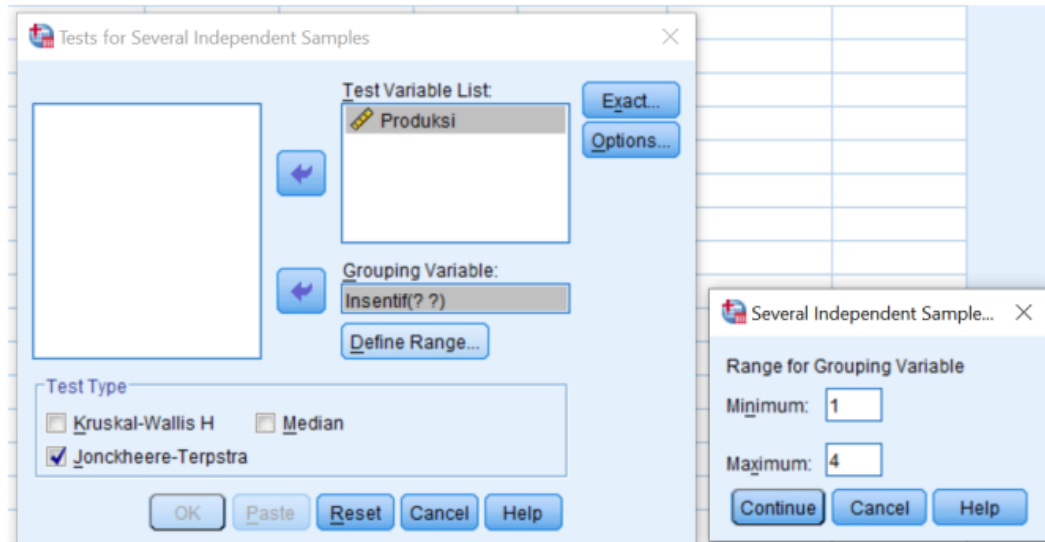 Tests for Several Independent Samples
Test Variable List:
Produksi
Exact...
Options...
Grouping Variable:
Insentif(? ?)
Define Range...
Test Type
Kruskal-Wallis H
Median
Jonckheere-Terpstra
OK
Paste
Reset
Cancel
Help
Several Independent Sample...
Range for Grouping Variable
Minimum: 1
Maximum: 4
Continue
Cancel
Help